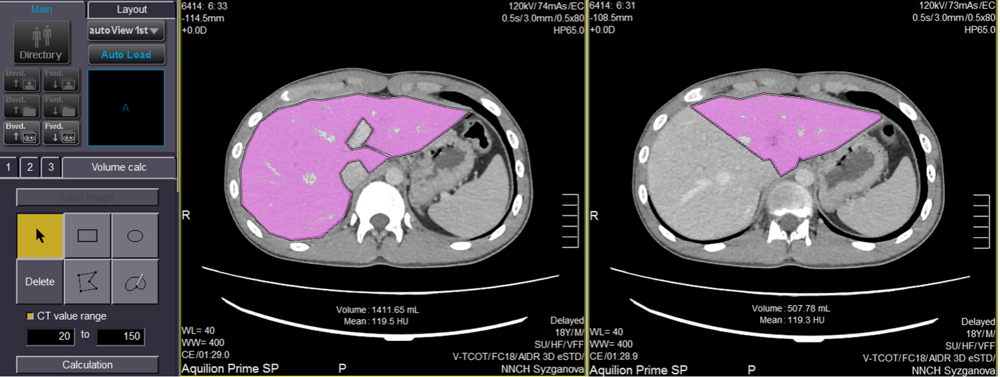 Main
Layout
Directory
auto View 1st
Auto Load
Bwd.
Fwd.
Bwd.
Fwd.
Bwd.
Fwd.
A
1
2
3
Volume calc
Load Image
Delete
CT value range
20 to 150
Calculation
6414: 6:33
-114.5mm
+0.0D
120kV/74mAs/EC
0.5s/3.0mm/0.5x80
HP65.0
R
Volume:1411.65 mL
Mean:119.5 HU
WL= 40
WW= 400
CE/01:29.0
Aquilion Prime SP
P
Delayed
18Y/M/
SU/HF/VFF
V-TCOT/FC18/AIDR 3D eSTD/
NNCH Syzganova
6414: 6:31
-108.5mm
+0.0D
120kV/73mAs/EC
0.5s/3.0mm/0.5x80
HP65.0
R
Volume:507.78 mL
Mean:119.3 HU
WL= 40
WW= 400
CE/01:28.9
Aquilion Prime SP
P
Delayed
18Y/M/
SU/HF/VFF
V-TCOT/FC18/AIDR 3D eSTD/
NNCH Syzganova